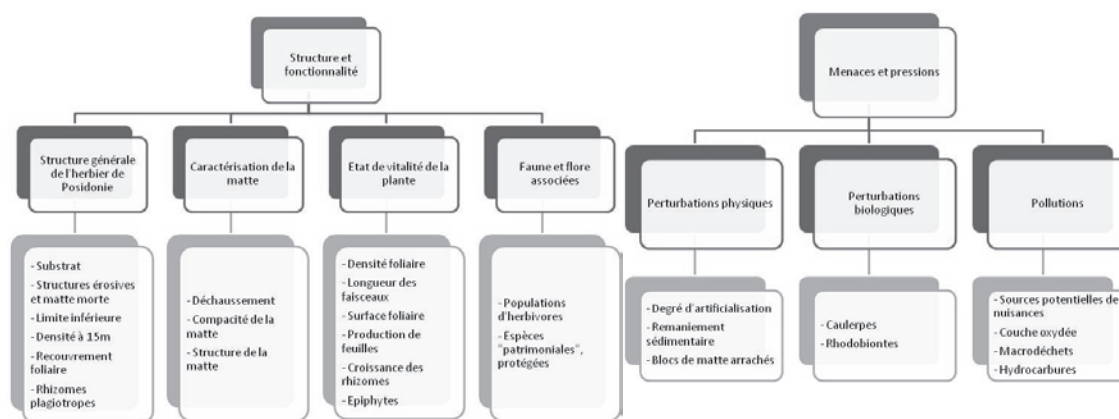 Structure et
fonctionnalité
Structure générale
de l'herbier de
Posidonie
- Substrat
- Structures érosives
et matte morte
- Limite inférieure
- Densité à 15m
- Recouvrement
foliaire
- Rhizomes
plagiotropes
Caractérisation de la
matte
- Déchaussement
- Compacité de la
matte
- Structure de la
matte
Etat de vitalité de la
plante
- Densité foliaire
- Longueur des
faisceaux
- Surface foliaire
- Production de
feuilles
- Croissance des
rhizomes
- Epiphytes
Faune et flore
associées
- Populations
d'herbivores
- Espèces
"patrimoniales",
protégées
Menaces et pressions
Perturbations physiques
- Degré d'artificialisation
- Remaniement
sédimentaire
- Blocs de matte arrachés
Perturbations
biologiques
- Caulerpes
- Rhodobiontes
Pollutions
- Sources potentielles de
nuisances
- Couche oxydée
- Macrodéchets
- Hydrocarbures